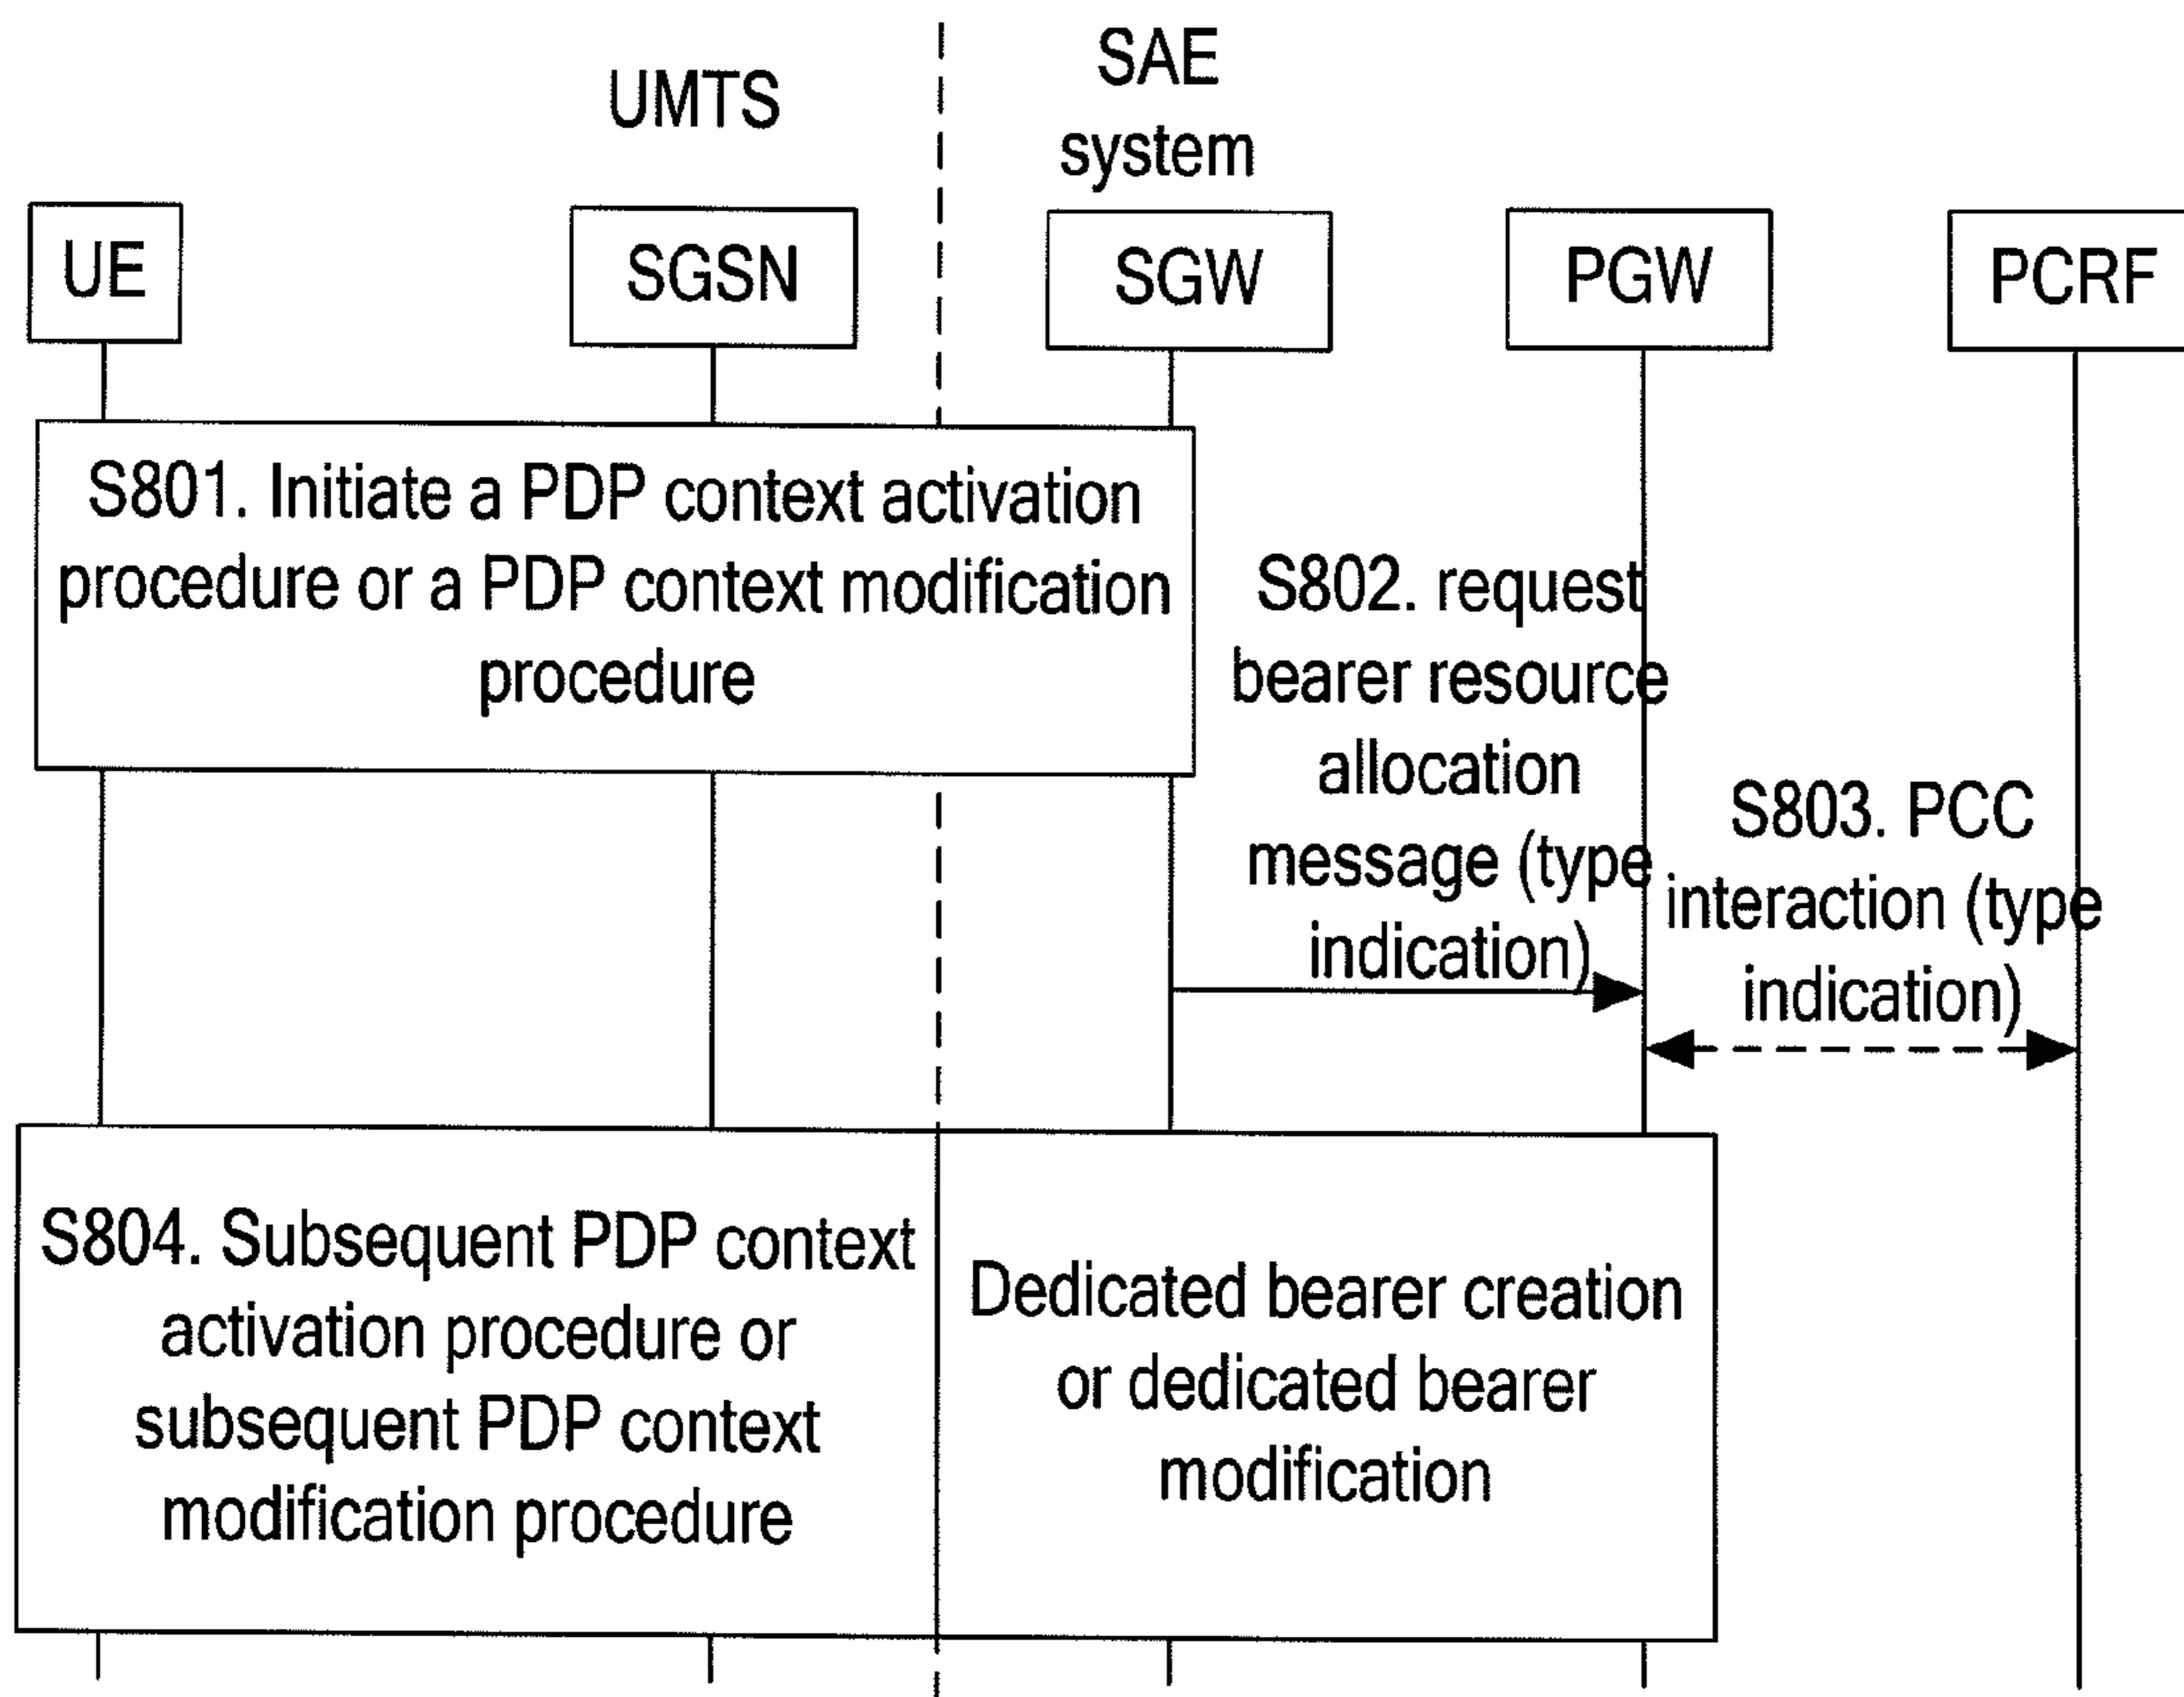 UMTS
SAE
system
UE
SGSN
SGW
PGW
PCRF
S801. Initiate a PDP context activation
procedure or a PDP context modification
procedure
S802. request
bearer resource
allocation
message (type
indication)
S803. PCC
interaction (type
indication)
S804. Subsequent PDP context
activation procedure or
subsequent PDP context
modification procedure
Dedicated bearer creation
or dedicated bearer
modification